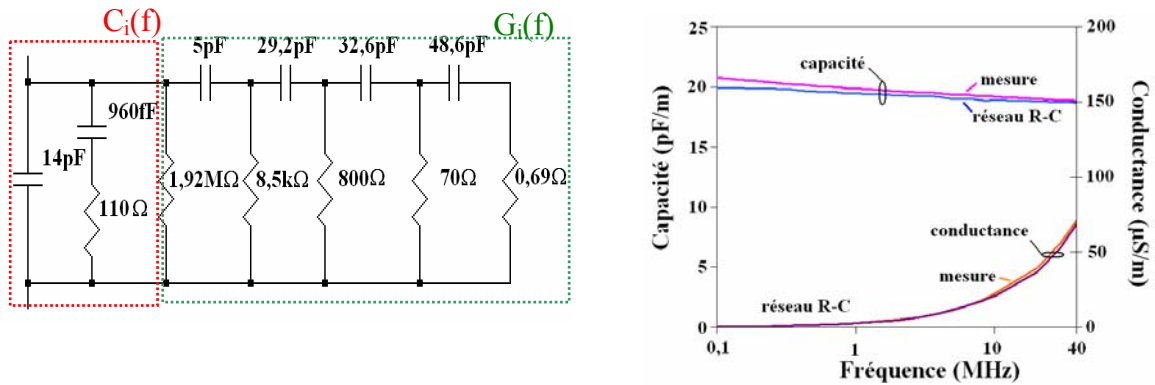 Cᵢ(f)
Gᵢ(f)
5pF 29,2pF 32,6pF 48,6pF
960fF
14pF
110Ω
1,92MΩ 8,5kΩ 800Ω 70Ω 0,69Ω
25
20
15
10
5
0
Capacité (pF/m)
200
150
100
50
0
Conductance (µS/m)
capacité
mesure
réseau R-C
conductance
mesure
réseau R-C
0,1 1 10 40
Fréquence (MHz)